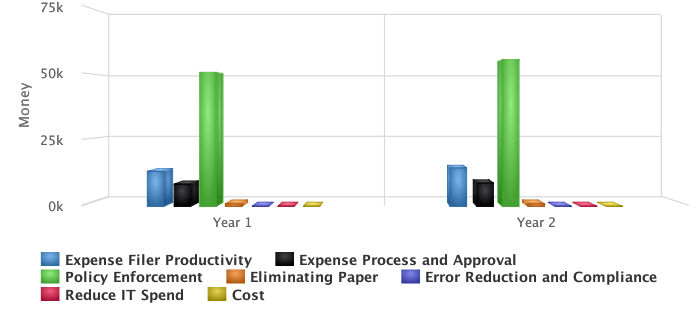 75k
50k
25k
0k
Money
Year 1
Year 2
Expense Filer Productivity Expense Process and Approval
Policy Enforcement Eliminating Paper Error Reduction and Compliance
Reduce IT Spend Cost